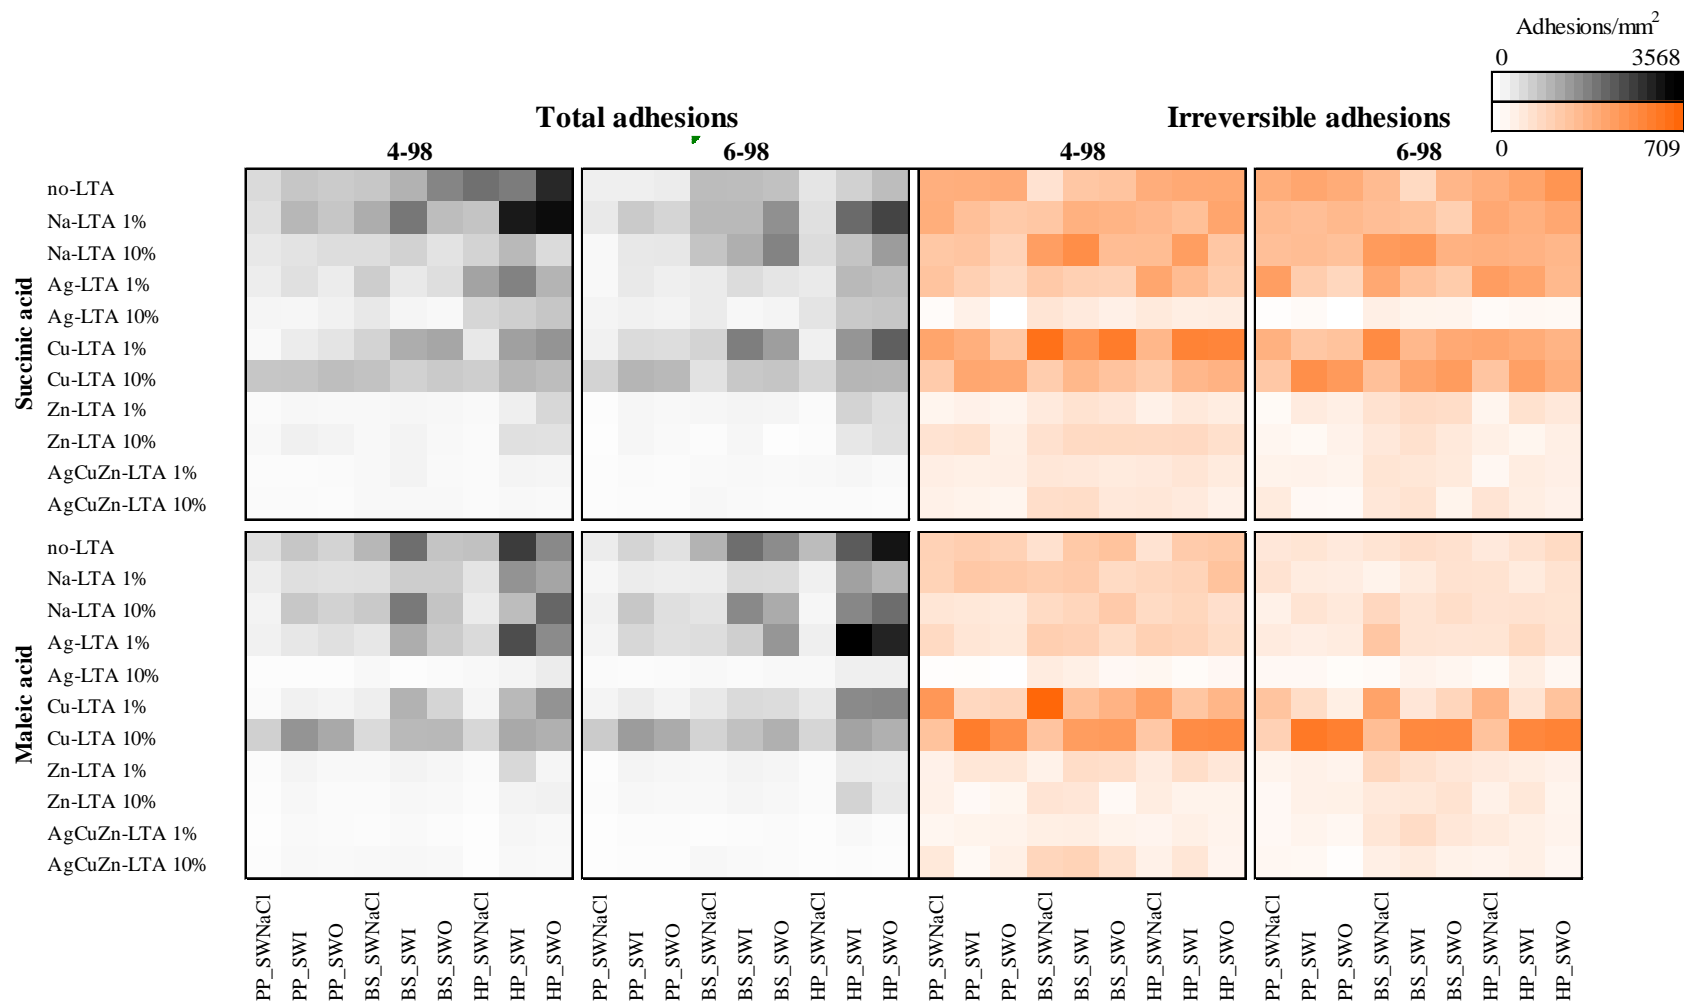 Adhesions/mm2
0 3568
0 709
Total adhesions Irreversible adhesions
4-98 6-98 4-98 6-98
Succinic acid
no-LTA
Na-LTA 1%
Na-LTA 10%
Ag-LTA 1%
Ag-LTA 10%
Cu-LTA 1%
Cu-LTA 10%
Zn-LTA 1%
Zn-LTA 10%
AgCuZn-LTA 1%
AgCuZn-LTA 10%
Maleic acid
no-LTA
Na-LTA 1%
Na-LTA 10%
Ag-LTA 1%
Ag-LTA 10%
Cu-LTA 1%
Cu-LTA 10%
Zn-LTA 1%
Zn-LTA 10%
AgCuZn-LTA 1%
AgCuZn-LTA 10%
PP_SWNaCl
PP_SWI
PP_SWO
BS_SWNaCl
BS_SWI
BS_SWO
HP_SWNaCl
HP_SWI
HP_SWO
PP_SWNaCl
PP_SWI
PP_SWO
BS_SWNaCl
BS_SWI
BS_SWO
HP_SWNaCl
HP_SWI
HP_SWO
PP_SWNaCl
PP_SWI
PP_SWO
BS_SWNaCl
BS_SWI
BS_SWO
HP_SWNaCl
HP_SWI
HP_SWO
PP_SWNaCl
PP_SWI
PP_SWO
BS_SWNaCl
BS_SWI
BS_SWO
HP_SWNaCl
HP_SWI
HP_SWO